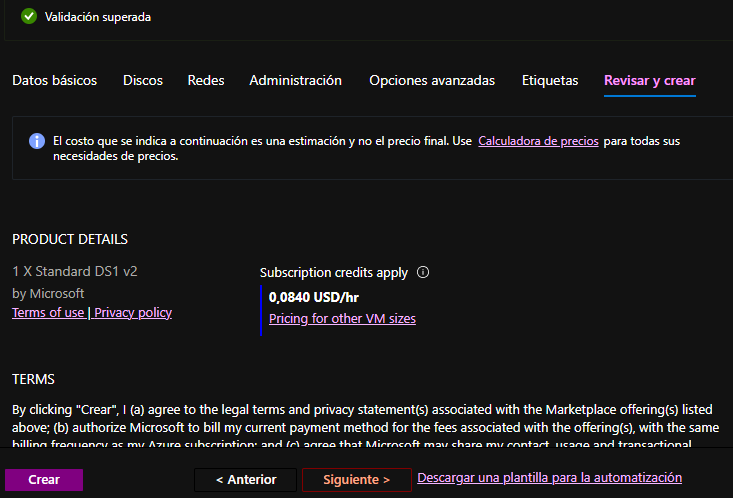 Validación superada
Datos básicos Discos Redes Administración Opciones avanzadas Etiquetas Revisar y crear
El costo que se indica a continuación es una estimación y no el precio final. Use Calculadora de precios para todas sus
necesidades de precios.
PRODUCT DETAILS
1 X Standard DS1 v2
by Microsoft
Terms of use | Privacy policy
Subscription credits apply
0,0840 USD/hr
Pricing for other VM sizes
TERMS
By clicking "Crear", I (a) agree to the legal terms and privacy statement(s) associated with the Marketplace offering(s) listed
above; (b) authorize Microsoft to bill my current payment method for the fees associated with the offering(s), with the same
billing frequency as my Azure subscription; and (c) agree that Microsoft may share my contact, usage and transactional
Crear
< Anterior
Siguiente >
Descargar una plantilla para la automatización